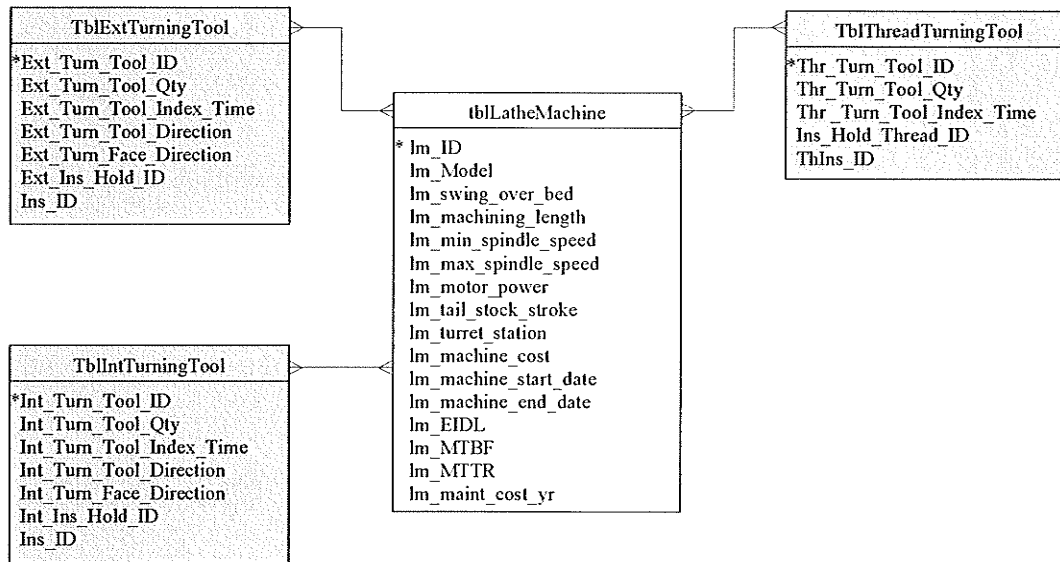 TblExtTurningTool
*Ext_Turn_Tool_ID
Ext_Turn_Tool_Qty
Ext_Turn_Tool_Index_Time
Ext_Turn_Tool_Direction
Ext_Turn_Face_Direction
Ext_Ins_Hold_ID
Ins_ID
tblLatheMachine
* lm_ID
lm_Model
lm_swing_over_bed
lm_machining_length
lm_min_spindle_speed
lm_max_spindle_speed
lm_motor_power
lm_tail_stock_stroke
lm_turret_station
lm_machine_cost
lm_machine_start_date
lm_machine_end_date
lm_EIDL
lm_MTBF
lm_MTTR
lm_maint_cost_yr
TblThreadTurningTool
*Thr_Turn_Tool_ID
Thr_Turn_Tool_Qty
Thr _Turn_Tool_Index_Time
Ins_Hold_Thread_ID
ThIns_ID
TblIntTurningTool
*Int_Turn_Tool_ID
Int_Turn_Tool_Qty
Int_Turn_Tool_Index_Time
Int_Turn_Tool_Direction
Int_Turn_Face_Direction
Int_Ins_Hold_ID
Ins_ID